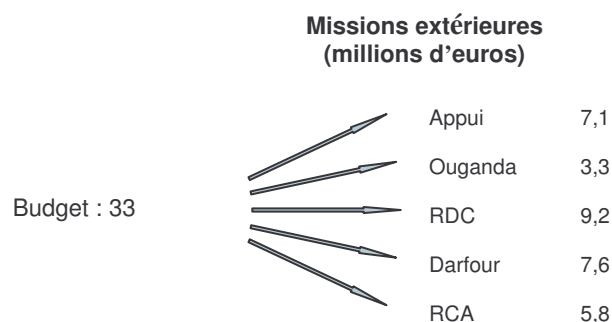 Missions extérieures
(millions d’euros)
Appui 7,1
Ouganda 3,3
Budget : 33
RDC 9,2
Darfour 7,6
RCA 5,8